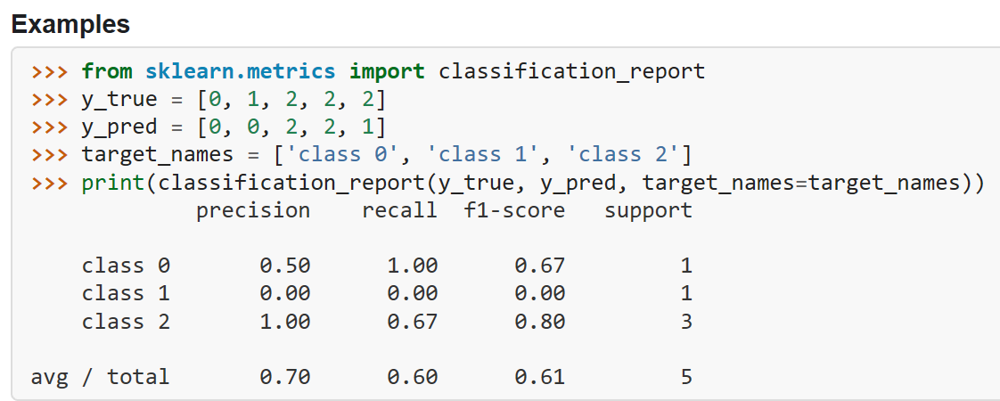 Examples
>>> from sklearn.metrics import classification_report
>>> y_true = [0, 1, 2, 2, 2]
>>> y_pred = [0, 0, 2, 2, 1]
>>> target_names = ['class 0', 'class 1', 'class 2']
>>> print(classification_report(y_true, y_pred, target_names=target_names))
             precision    recall  f1-score   support

    class 0       0.50      1.00      0.67         1
    class 1       0.00      0.00      0.00         1
    class 2       1.00      0.67      0.80         3

avg / total       0.70      0.60      0.61         5